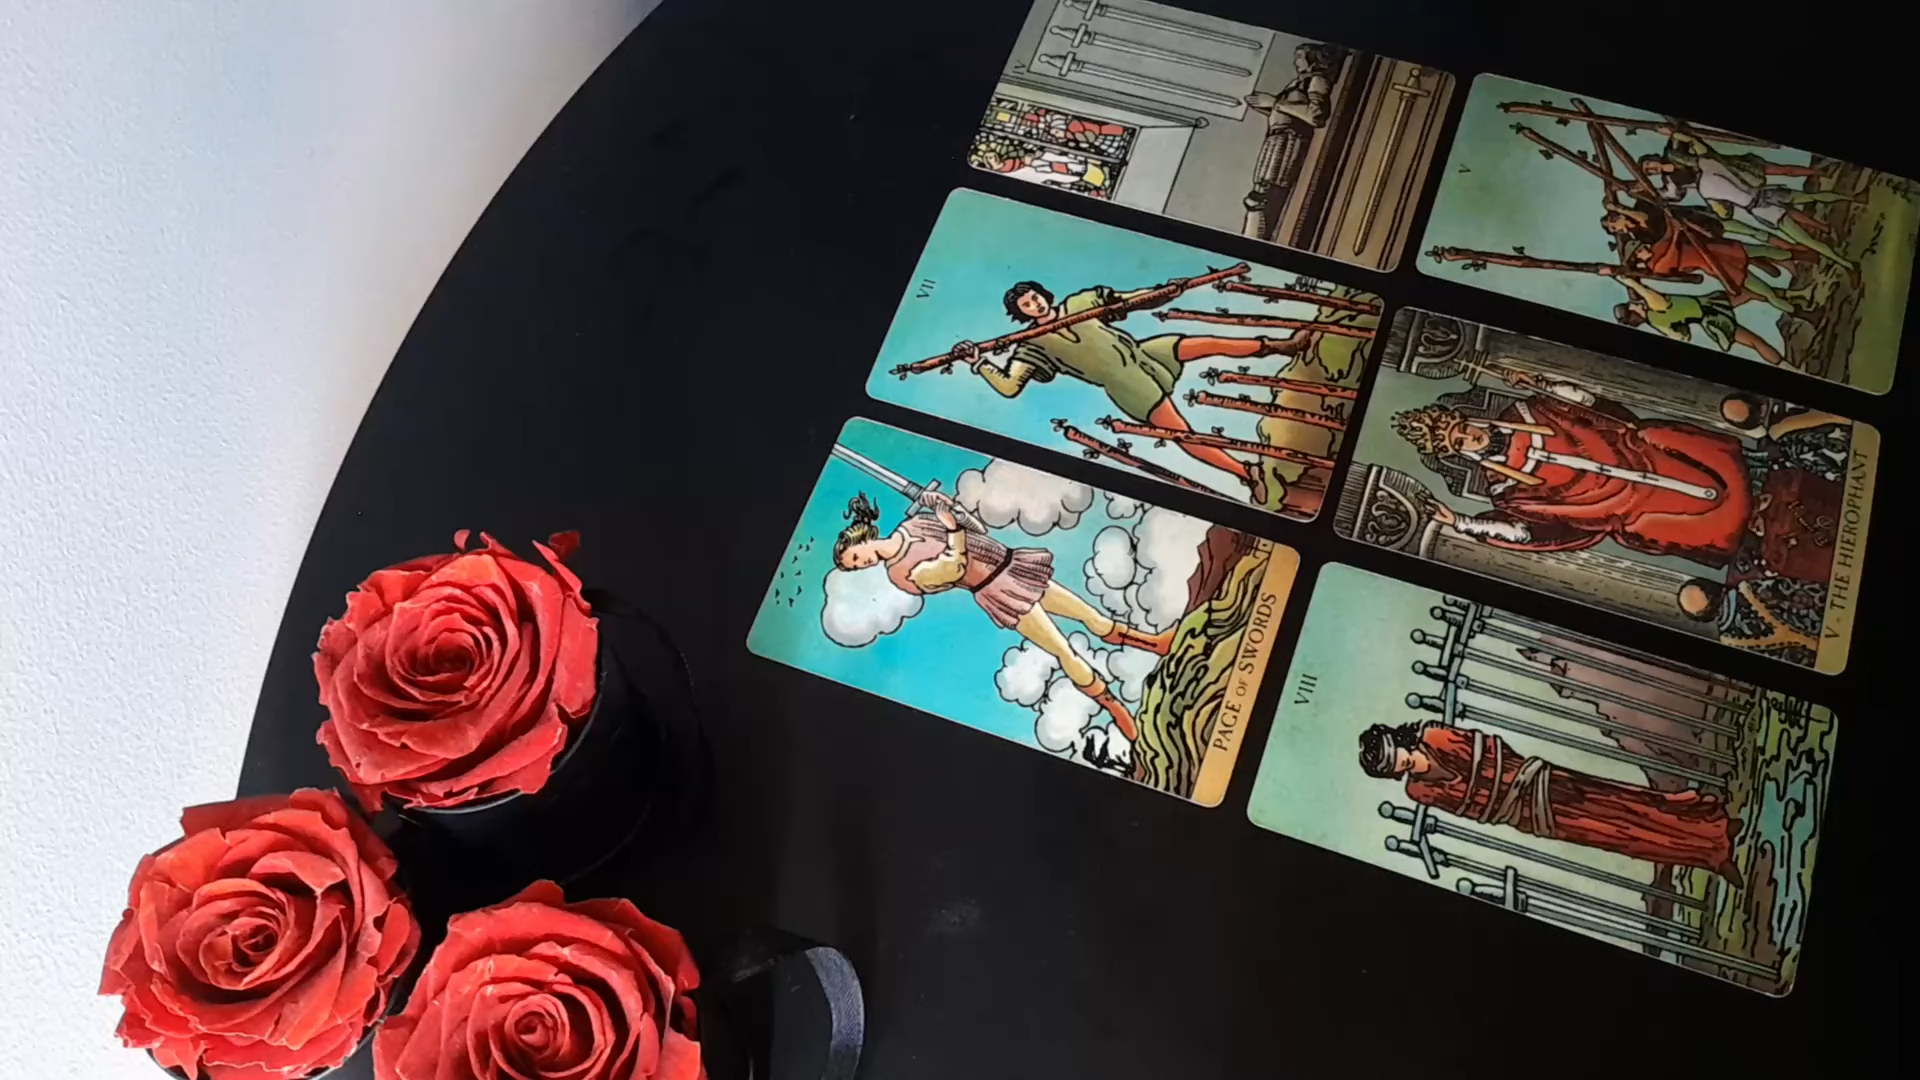 V
V
VII
V - THE HIEROPHANT
PAGE OF SWORDS
VIII